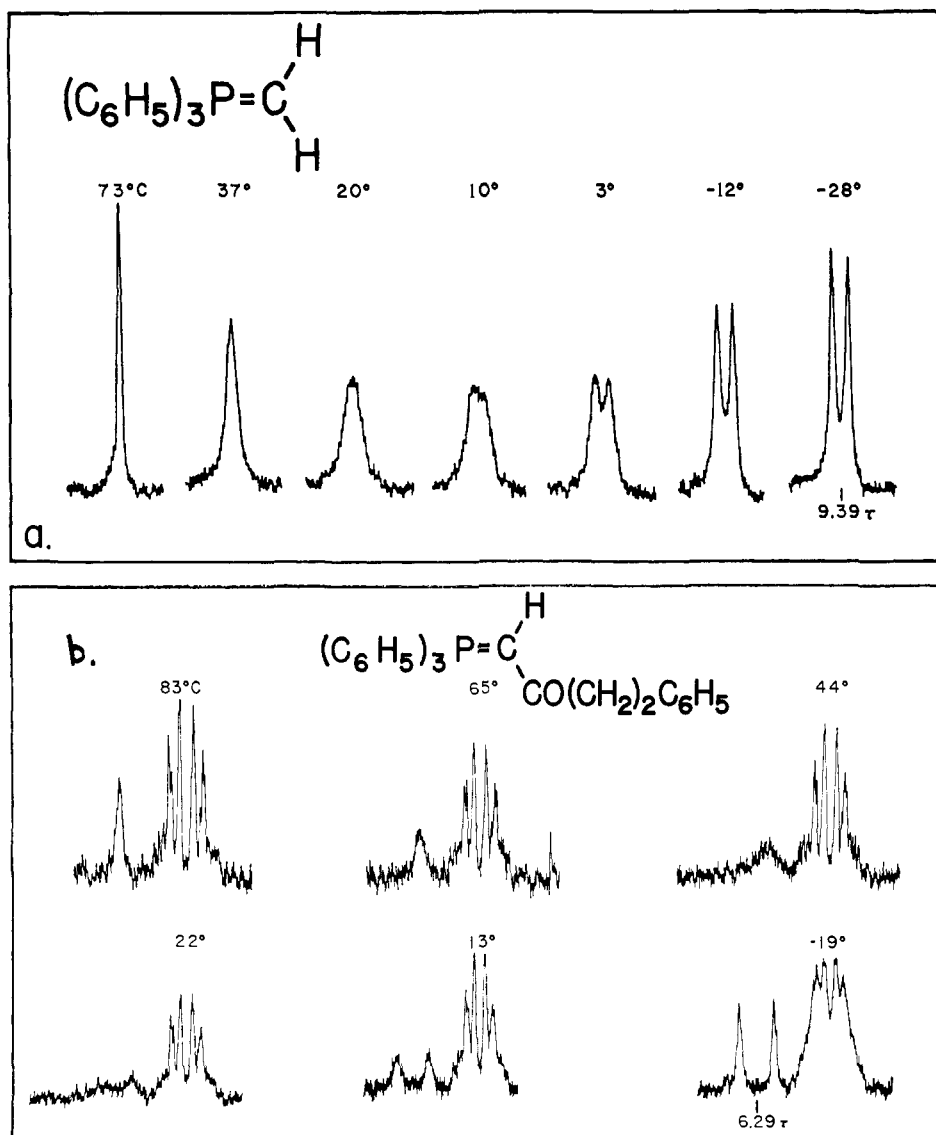 H
(C6H5)3P=C
H
73°C 37° 20° 10° 3° -12° -28°
9.39 τ
a.
b.
H
(C6H5)3P=C
CO(CH2)2C6H5
83°C 65° 44°
22° 13° -19°
6.29 τ